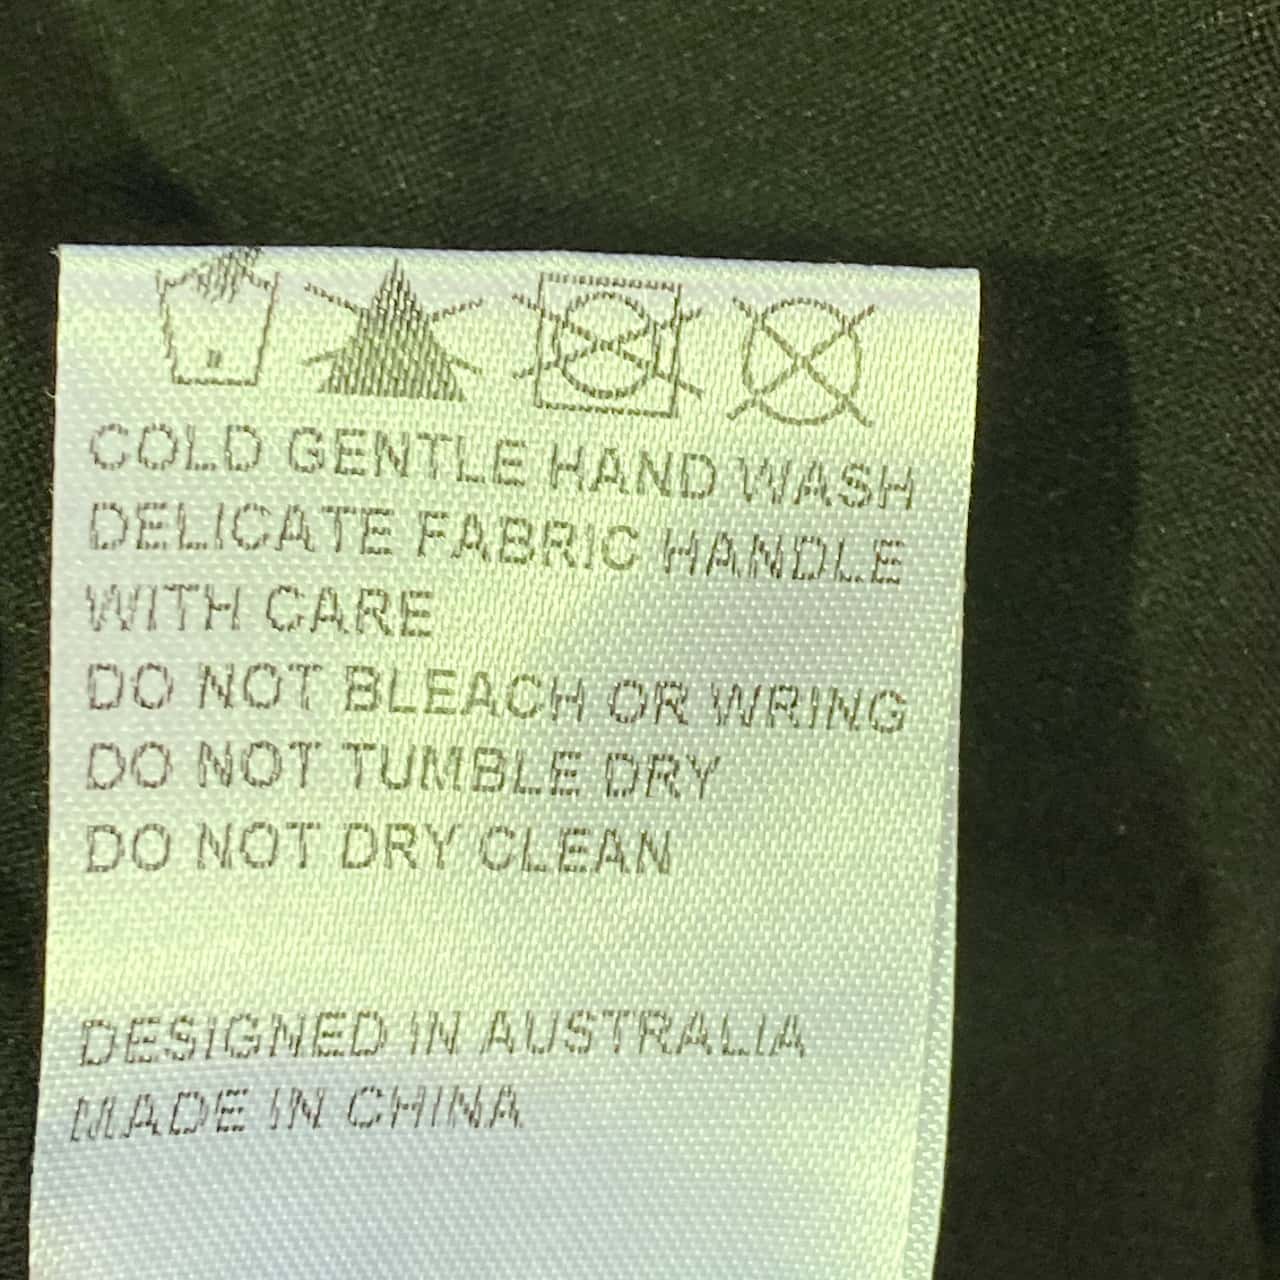 COLD GENTLE HAND WASH
DELICATE FABRIC HANDLE
WITH CARE
DO NOT BLEACH OR WRING
DO NOT TUMBLE DRY
DO NOT DRY CLEAN
DESIGNED IN AUSTRALIA
MADE IN CHINA